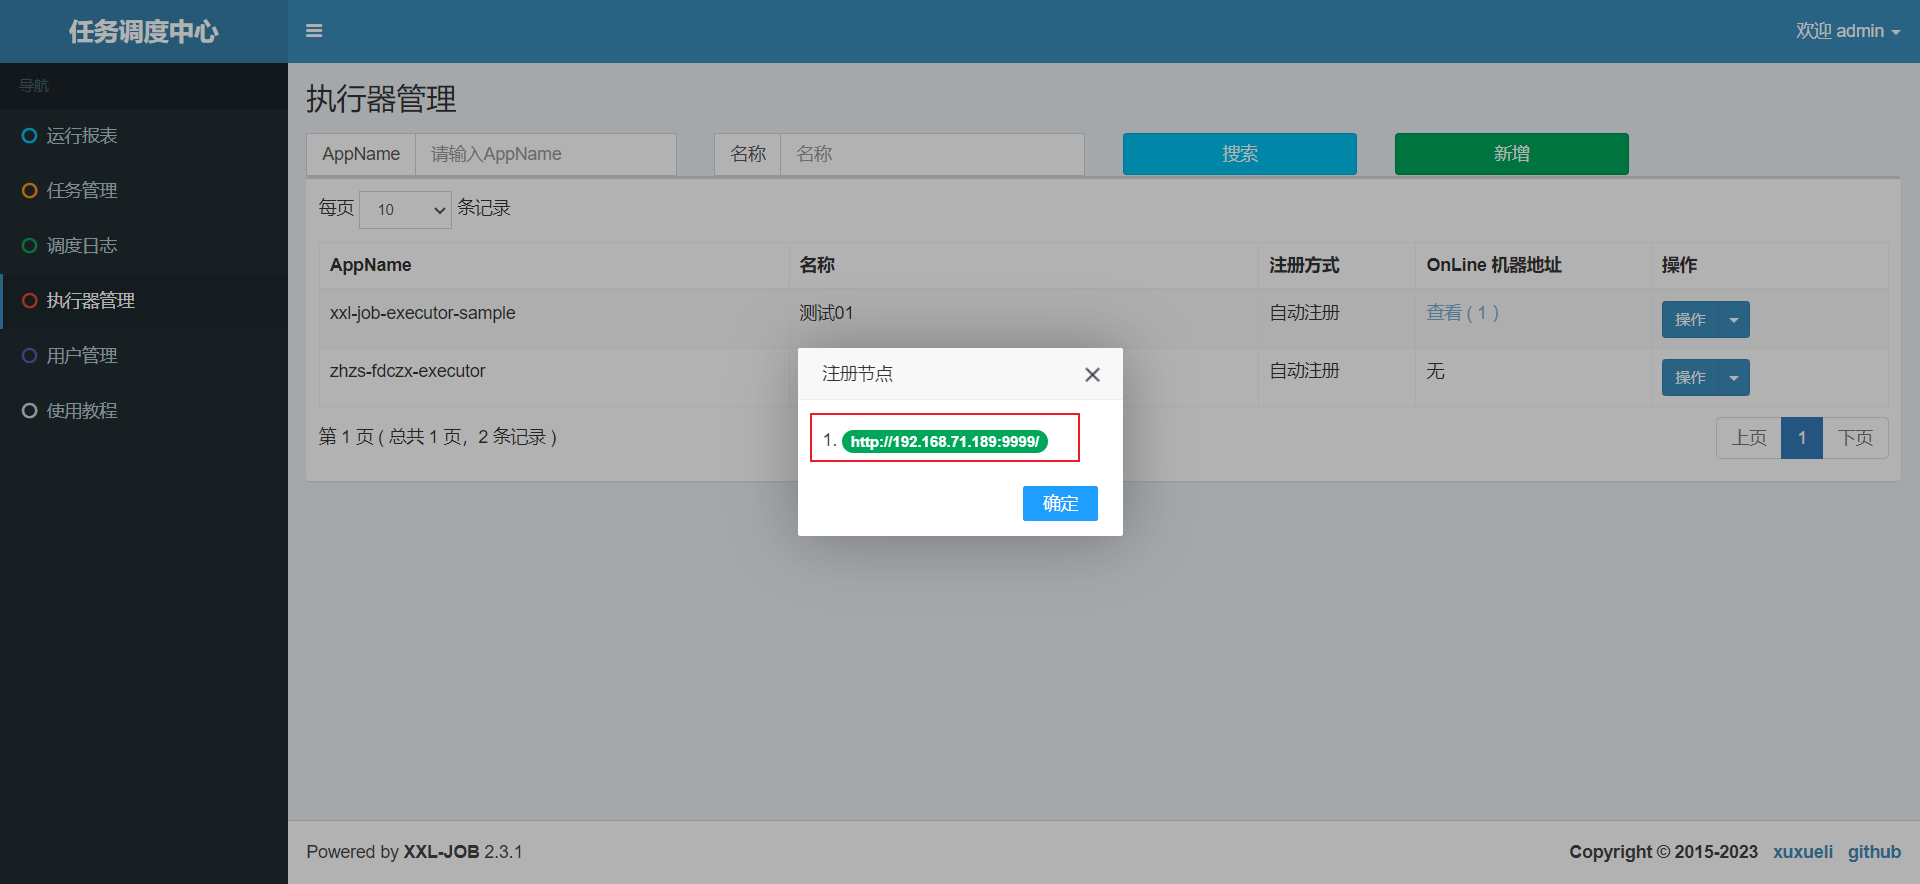 任务调度中心
欢迎 admin
导航
运行报表
任务管理
调度日志
执行器管理
用户管理
使用教程
执行器管理
AppName 请输入AppName 名称 名称 搜索 新增
每页 10 条记录
AppName 名称 注册方式 OnLine 机器地址 操作
xxl-job-executor-sample 测试01 自动注册 查看 ( 1 ) 操作
zhzs-fdczx-executor 自动注册 无 操作
第 1 页 ( 总共 1 页，2 条记录 ) 上页 1 下页
注册节点
1. http://192.168.71.189:9999/
确定
Powered by XXL-JOB 2.3.1
Copyright © 2015-2023 xuxueli github